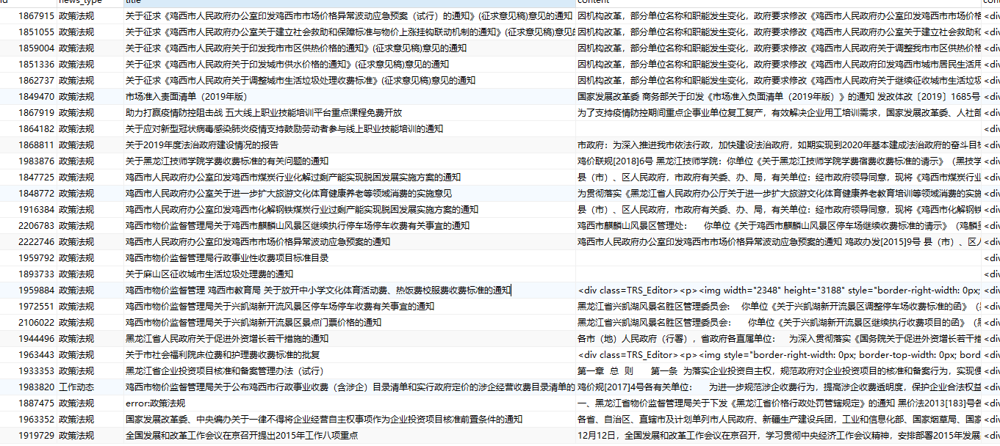 id news_type title content
1867915 政策法规 关于征求《鸡西市人民政府办公室印发鸡西市市场价格异常波动应急预案（试行）的通知》(征求意见稿)意见的通知 因机构改革，部分单位名称和职能发生变化，政府要求修改《鸡西市人民政府办公室印发鸡西市市场价格 <div
1851055 政策法规 关于征求《鸡西市人民政府办公室关于建立社会救助和保障标准与物价上涨挂钩联动机制的通知》(征求意见稿)意见的 因机构改革，部分单位名称和职能发生变化，政府要求修改《鸡西市人民政府办公室关于建立社会救助和 <div
1859004 政策法规 关于征求《鸡西市人民政府关于印发我市市区供热价格的通知》(征求意见稿)意见的通知 因机构改革，部分单位名称和职能发生变化，政府要求修改《鸡西市人民政府关于调整我市市区供热价 <div
1851336 政策法规 关于征求《鸡西市人民政府关于印发城市供水价格的通知》(征求意见稿)意见的通知 因机构改革，部分单位名称和职能发生变化，政府要求修改《鸡西市人民政府印发鸡西市城市居民生活用 <div
1862737 政策法规 关于征求《鸡西市人民政府关于调整城市生活垃圾处理收费标准》(征求意见稿)意见的通知 因机构改革，部分单位名称和职能发生变化，政府要求修改《鸡西市人民政府关于继续征收城市生活垃圾 <div
1849470 政策法规 市场准入麦面清单（2019年版） 国家发展改革委 商务部关于印发《市场准入负面清单（2019年版）》的通知 发改体改〔2019〕1685号 <div
1867919 政策法规 助力打赢疫情防控阻击战 五大线上职业技能培训平台重点课程免费开放 为了支持疫情防控期间重点企事业单位复工复产，有效解决企业用工培训需求，国家发展改革委、人社部 <div
1864182 政策法规 关于应对新型冠状病毒感染肺炎疫情支持鼓励劳动者参与线上职业技能培训的通知 <div
1868811 政策法规 关于2019年度法治政府建设情况的报告 市政府：为深入推进我市依法行政，加快建设法治政府，如期实现到2020年基本建成法治政府的奋斗目标 <div
1983876 政策法规 关于黑龙江技师学院学费收费标准的有关问题的通知 鸡价联规[2018]6号 黑龙江技师学院：你单位《关于黑龙江技师学院学费宿费收费标准的请示》（黑技学 <div
1847725 政策法规 鸡西市人民政府办公室印发鸡西市煤炭行业化解过剩产能实现脱困发展实施方案的通知 县（市）、区人民政府，市政府有关委、办、局，有关单位：经市政府领导同意，现将《鸡西市煤炭行业 <div
1848772 政策法规 鸡西市人民政府办公室关于进一步扩大旅游文化体育健康养老等领域消费的实施意见 为贯彻落实《黑龙江省人民政府办公厅关于进一步扩大旅游文化体育健康养老教育培训等领域消费的实施 <div
1916384 政策法规 鸡西市人民政府办公室印发鸡西市化解钢铁煤炭行业过剩产能实现脱困发展实施方案的通知 县（市）、区人民政府，市政府有关委、办、局，有关单位：经市政府领导同意，现将《鸡西市化解钢铁 <div
2206783 政策法规 鸡西市物价监督管理局关于鸡西市麒麟山风景区继续执行停车场停车收费有关事宜的通知 鸡西市麒麟山风景区管理处： 你单位《关于鸡西市麒麟山风景区停车场继续收费价格的请示》（鸡麟 <div
2222746 政策法规 鸡西市人民政府办公室印发鸡西市市场价格异常波动应急预案的通知 鸡西市人民政府办公室印发鸡西市市场价格异常波动应急预案的通知 鸡政办发[2015]9号 县（市）、区人 <div
1959792 政策法规 鸡西市物价监督管理局行政事业性收费项目标准目录 <div
1893733 政策法规 关于麻山区征收城市生活垃圾处理费的通知 <div
1959884 政策法规 鸡西市物价监督管理 鸡西市教育局 关于放开中小学文化体育活动费、热饭费校服费收费标准的通知 <div class=TRS_Editor><p><img width="2348" height="3188" style="border-right-width: 0px; <div
1972551 政策法规 鸡西市物价监督管理局关于兴凯湖新开流风景区停车场停车收费有关事宜的通知 黑龙江省兴凯湖风景名胜区管理委员会： 你单位《关于兴凯湖新开流景区调整停车场收费标准的函》 <div
2106022 政策法规 鸡西市物价监督管理局关于兴凯湖新开流景区景点门票价格的通知 黑龙江省兴凯湖风景名胜区管理委员会： 你单位《关于兴凯湖新开流景区继续执行收费项目的函》（黑 <div
1944496 政策法规 黑龙江省人民政府关于促进外资增长若干措施的通知 各市（地）人民政府（行署），省政府各直属单位： 为深入贯彻落实《国务院关于促进外资增长若干措 <div
1963443 政策法规 关于市社会福利院床位费和护理费收费标准的批复 <div class=TRS_Editor><p><img style="border-right-width: 0px; border-top-width: 0px; bord <div
1933353 政策法规 黑龙江省企业投资项目核准和备案管理办法（试行） 第一章 总 则 第一条 为落实企业投资自主权，规范政府对企业投资项目的核准和备案行为，实现便 <div
1983820 工作动态 鸡西市物价监督管理局关于公布鸡西市行政事业收费（含涉企）目录清单和实行政府定价的涉企经营收费目录清单的 鸡价规[2017]4号各有关单位： 为进一步规范涉企收费行为，提高涉企收费透明度，保护企业合法权益 <div
1887475 政策法规 error:政策法规 一、黑龙江省物价监督管理局关于下发《黑龙江省价格行政处罚管辖规定》的通知 黑价法2013[183]号各 <div
1963352 政策法规 国家发展改革委、中央编办关于一律不得将企业经营自主权事项作为企业投资项目核准前置条件的通知 各省、自治区、直辖市及计划单列市人民政府、新疆生产建设兵团，工业和信息化部、国家烟草局、国家 <div
1919729 政策法规 全国发展和改革工作会议在京召开提出2015年工作八项重点 12月12日，全国发展和改革工作会议在京召开，学习贯彻中央经济工作会议精神，安排部署2015年发展 <div